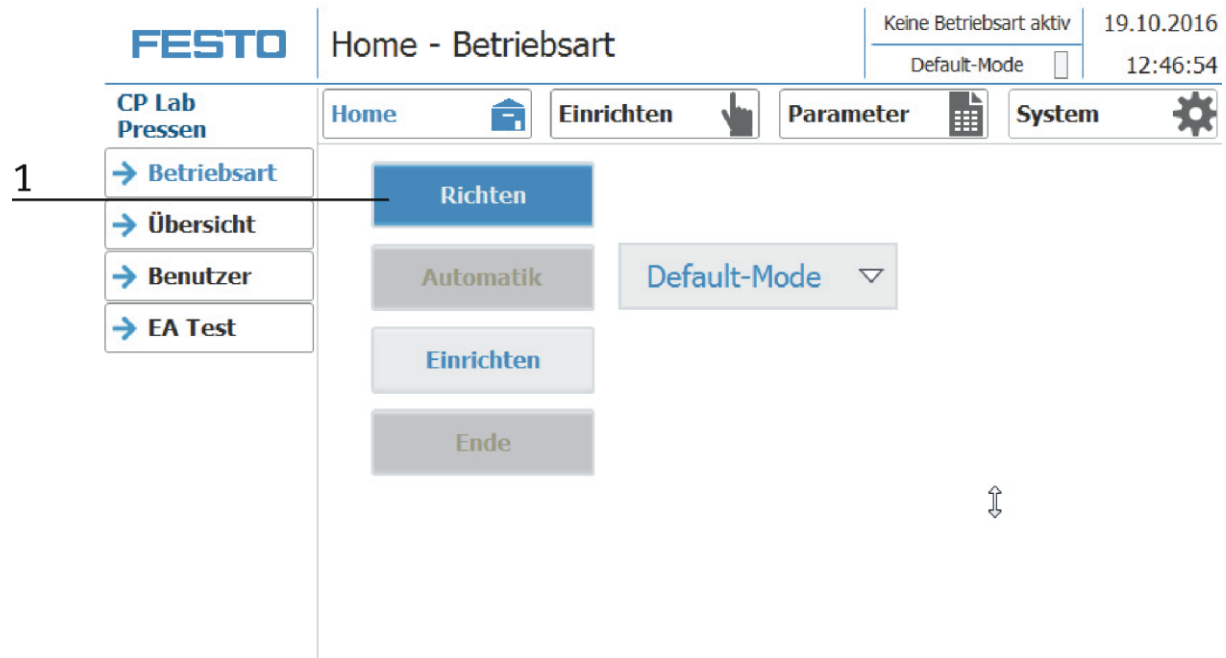 FESTO
Home - Betriebsart
Keine Betriebsart aktiv
19.10.2016
Default-Mode
12:46:54
CP Lab
Pressen
Home
Einrichten
Parameter
System
1
Betriebsart
Übersicht
Benutzer
EA Test
Richten
Automatik
Default-Mode
Einrichten
Ende